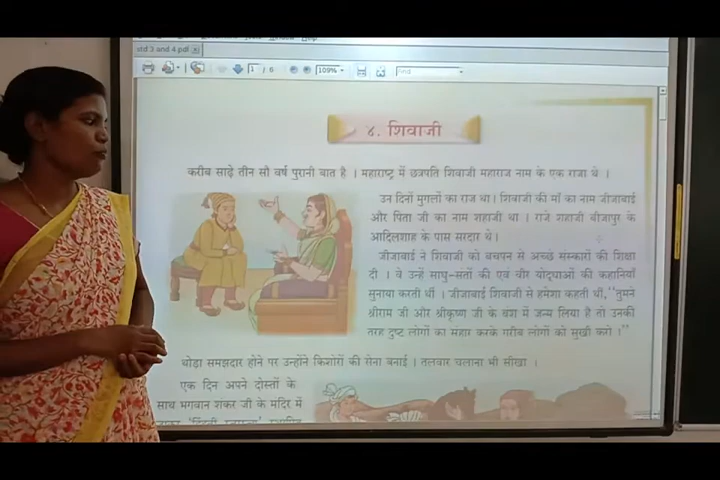 std 3 and 4.pdf
1 / 6
109%
Find
४. शिवाजी
करीब साढ़े तीन सौ वर्ष पुरानी बात है । महाराष्ट्र में छत्रपति शिवाजी महाराज नाम के एक राजा थे ।
उन दिनों मुगलों का राज था। शिवाजी की माँ का नाम जीजाबाई
और पिता जी का नाम शहाजी था । राजे शहाजी बीजापुर के
आदिलशाह के पास सरदार थे।
जीजाबाई ने शिवाजी को बचपन से अच्छे संस्कारों की शिक्षा
दी । वे उन्हें साधु-संतों की एवं वीर योद्धाओं की कहानियाँ
सुनाया करती थीं । जीजाबाई शिवाजी से हमेशा कहती थीं, "तुमने
श्रीराम जी और श्रीकृष्ण जी के वंश में जन्म लिया है तो उनकी
तरह दुष्ट लोगों का संहार करके गरीब लोगों को सुखी करो ।"
थोड़ा समझदार होने पर उन्होंने किशोरों की सेना बनाई । तलवार चलाना भी सीखा ।
एक दिन अपने दोस्तों के
साथ भगवान शंकर जी के मंदिर में